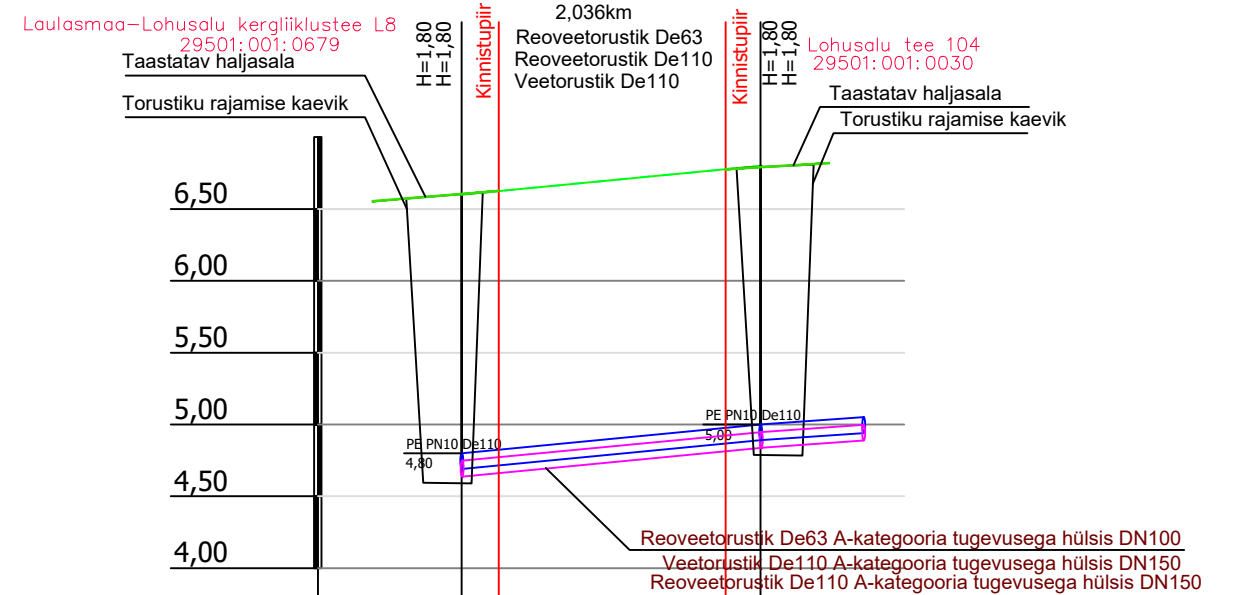 Laulasmaa-Lohusalu kergliiklustee L8
29501:001:0679
Taastatav haljasala
Torustiku rajamise kaevik
H=1,80
H=1,80
Kinnistupiir
2,036km
Reoveetorustik De63
Reoveetorustik De110
Veetorustik De110
Kinnistupiir
H=1,80
H=1,80
Lohusalu tee 104
29501:001:0030
Taastatav haljasala
Torustiku rajamise kaevik
6,50
6,00
5,50
5,00
4,50
4,00
PE PN10 De110
4,80
PE PN10 De110
5,00
Reoveetorustik De63 A-kategooria tugevusega hülsis DN100
Veetorustik De110 A-kategooria tugevusega hülsis DN150
Reoveetorustik De110 A-kategooria tugevusega hülsis DN150